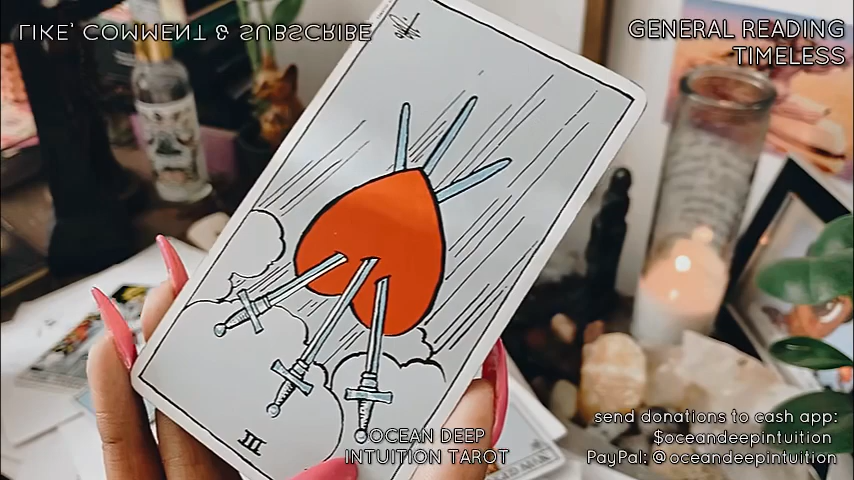 LIKE, COMMENT & SUBSCRIBE
GENERAL READING
TIMELESS
III
OCEAN DEEP
INTUITION TAROT
send donations to cash app:
$oceandeepintuition
PayPal: @oceandeepintuition